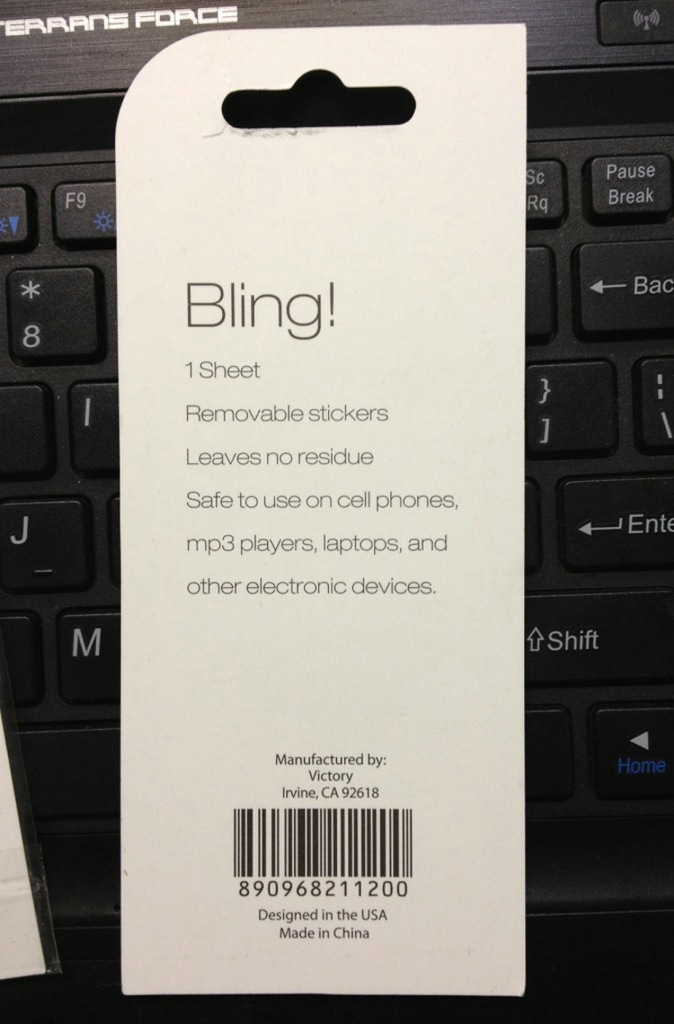 TERRANS FORCE
Sc
Rq
Pause
Break
F9
*
8
Bac
Bling!
1 Sheet
I
}
]
¦
\
Removable stickers
Leaves no residue
Safe to use on cell phones,
mp3 players, laptops, and
other electronic devices.
J
Ente
M
Shift
Home
Manufactured by:
Victory
Irvine, CA 92618
890968211200
Designed in the USA
Made in China